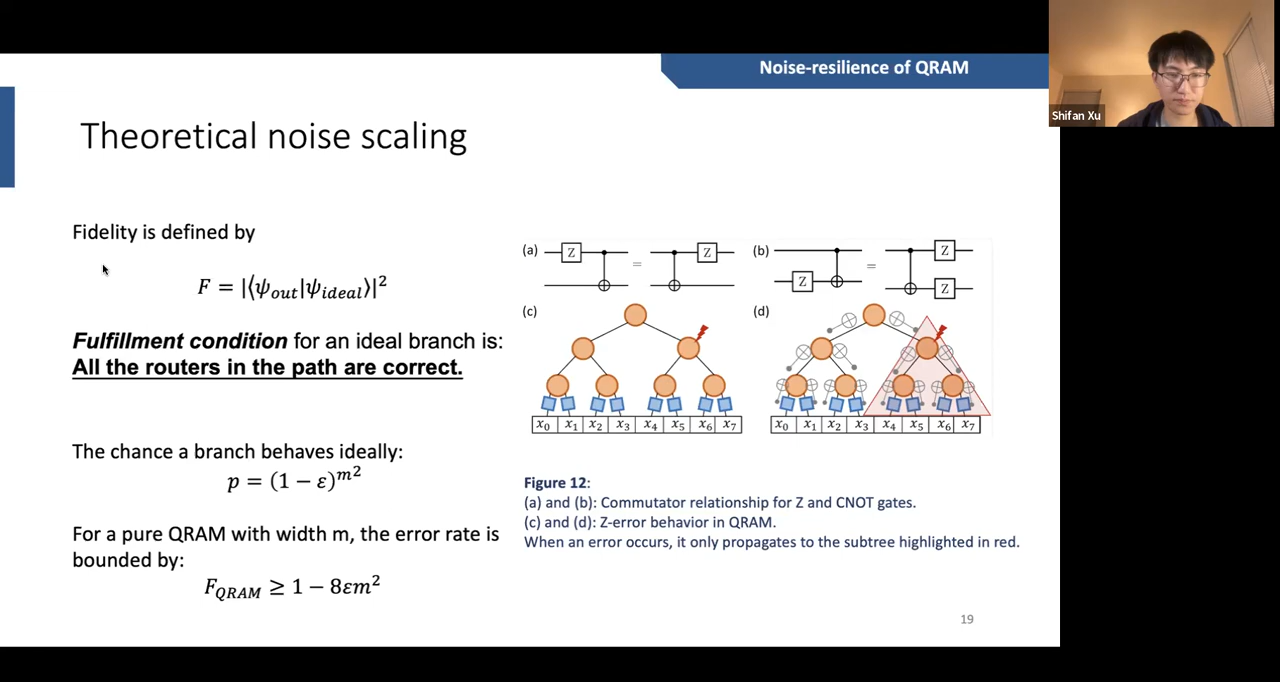 Noise-resilience of QRAM
Shifan Xu
Theoretical noise scaling
Fidelity is defined by
F = |⟨ψ_out|ψ_ideal⟩|²
Fulfillment condition for an ideal branch is:
All the routers in the path are correct.
The chance a branch behaves ideally:
p = (1 − ε)^{m²}
For a pure QRAM with width m, the error rate is
bounded by:
F_QRAM ≥ 1 − 8εm²
(a) Z = Z
(b) Z = Z Z
(c)
x₀ x₁ x₂ x₃ x₄ x₅ x₆ x₇
(d)
x₀ x₁ x₂ x₃ x₄ x₅ x₆ x₇
Figure 12:
(a) and (b): Commutator relationship for Z and CNOT gates.
(c) and (d): Z-error behavior in QRAM.
When an error occurs, it only propagates to the subtree highlighted in red.
19